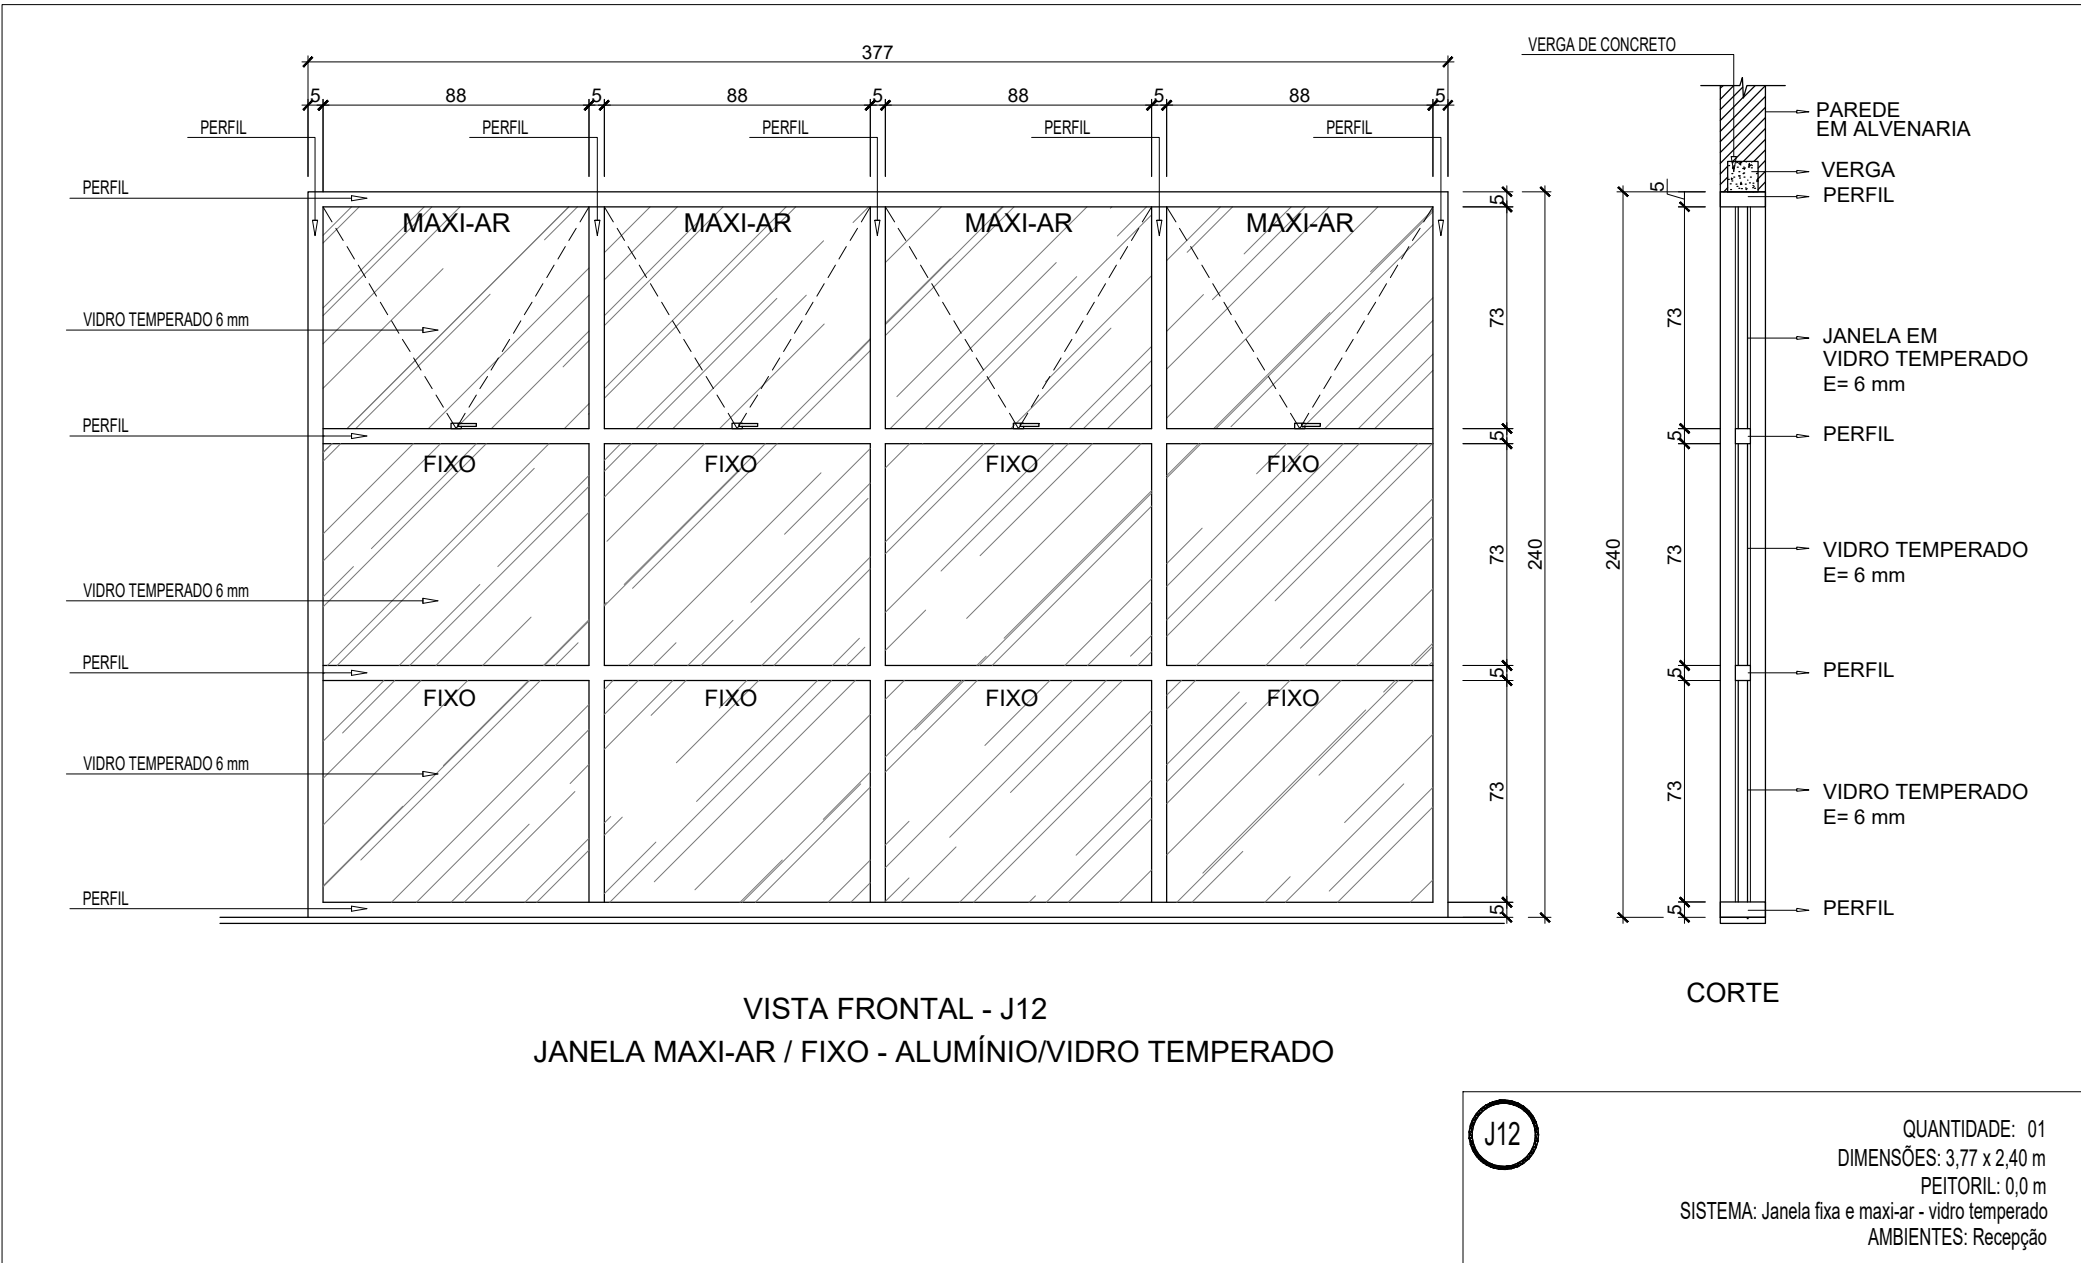 377
5 88 5 88 5 88 5 88 5
PERFIL PERFIL PERFIL PERFIL PERFIL
PERFIL
MAXI-AR MAXI-AR MAXI-AR MAXI-AR
VIDRO TEMPERADO 6 mm
PERFIL
FIXO FIXO FIXO FIXO
VIDRO TEMPERADO 6 mm
PERFIL
FIXO FIXO FIXO FIXO
VIDRO TEMPERADO 6 mm
PERFIL
5
73
5
73
5
73
5
240
240
5
73
5
73
5
73
5
VERGA DE CONCRETO
PAREDE
EM ALVENARIA
VERGA
PERFIL
JANELA EM
VIDRO TEMPERADO
E= 6 mm
PERFIL
VIDRO TEMPERADO
E= 6 mm
PERFIL
VIDRO TEMPERADO
E= 6 mm
PERFIL
CORTE
VISTA FRONTAL - J12
JANELA MAXI-AR / FIXO - ALUMÍNIO/VIDRO TEMPERADO
J12
QUANTIDADE: 01
DIMENSÕES: 3,77 x 2,40 m
PEITORIL: 0,0 m
SISTEMA: Janela fixa e maxi-ar - vidro temperado
AMBIENTES: Recepção